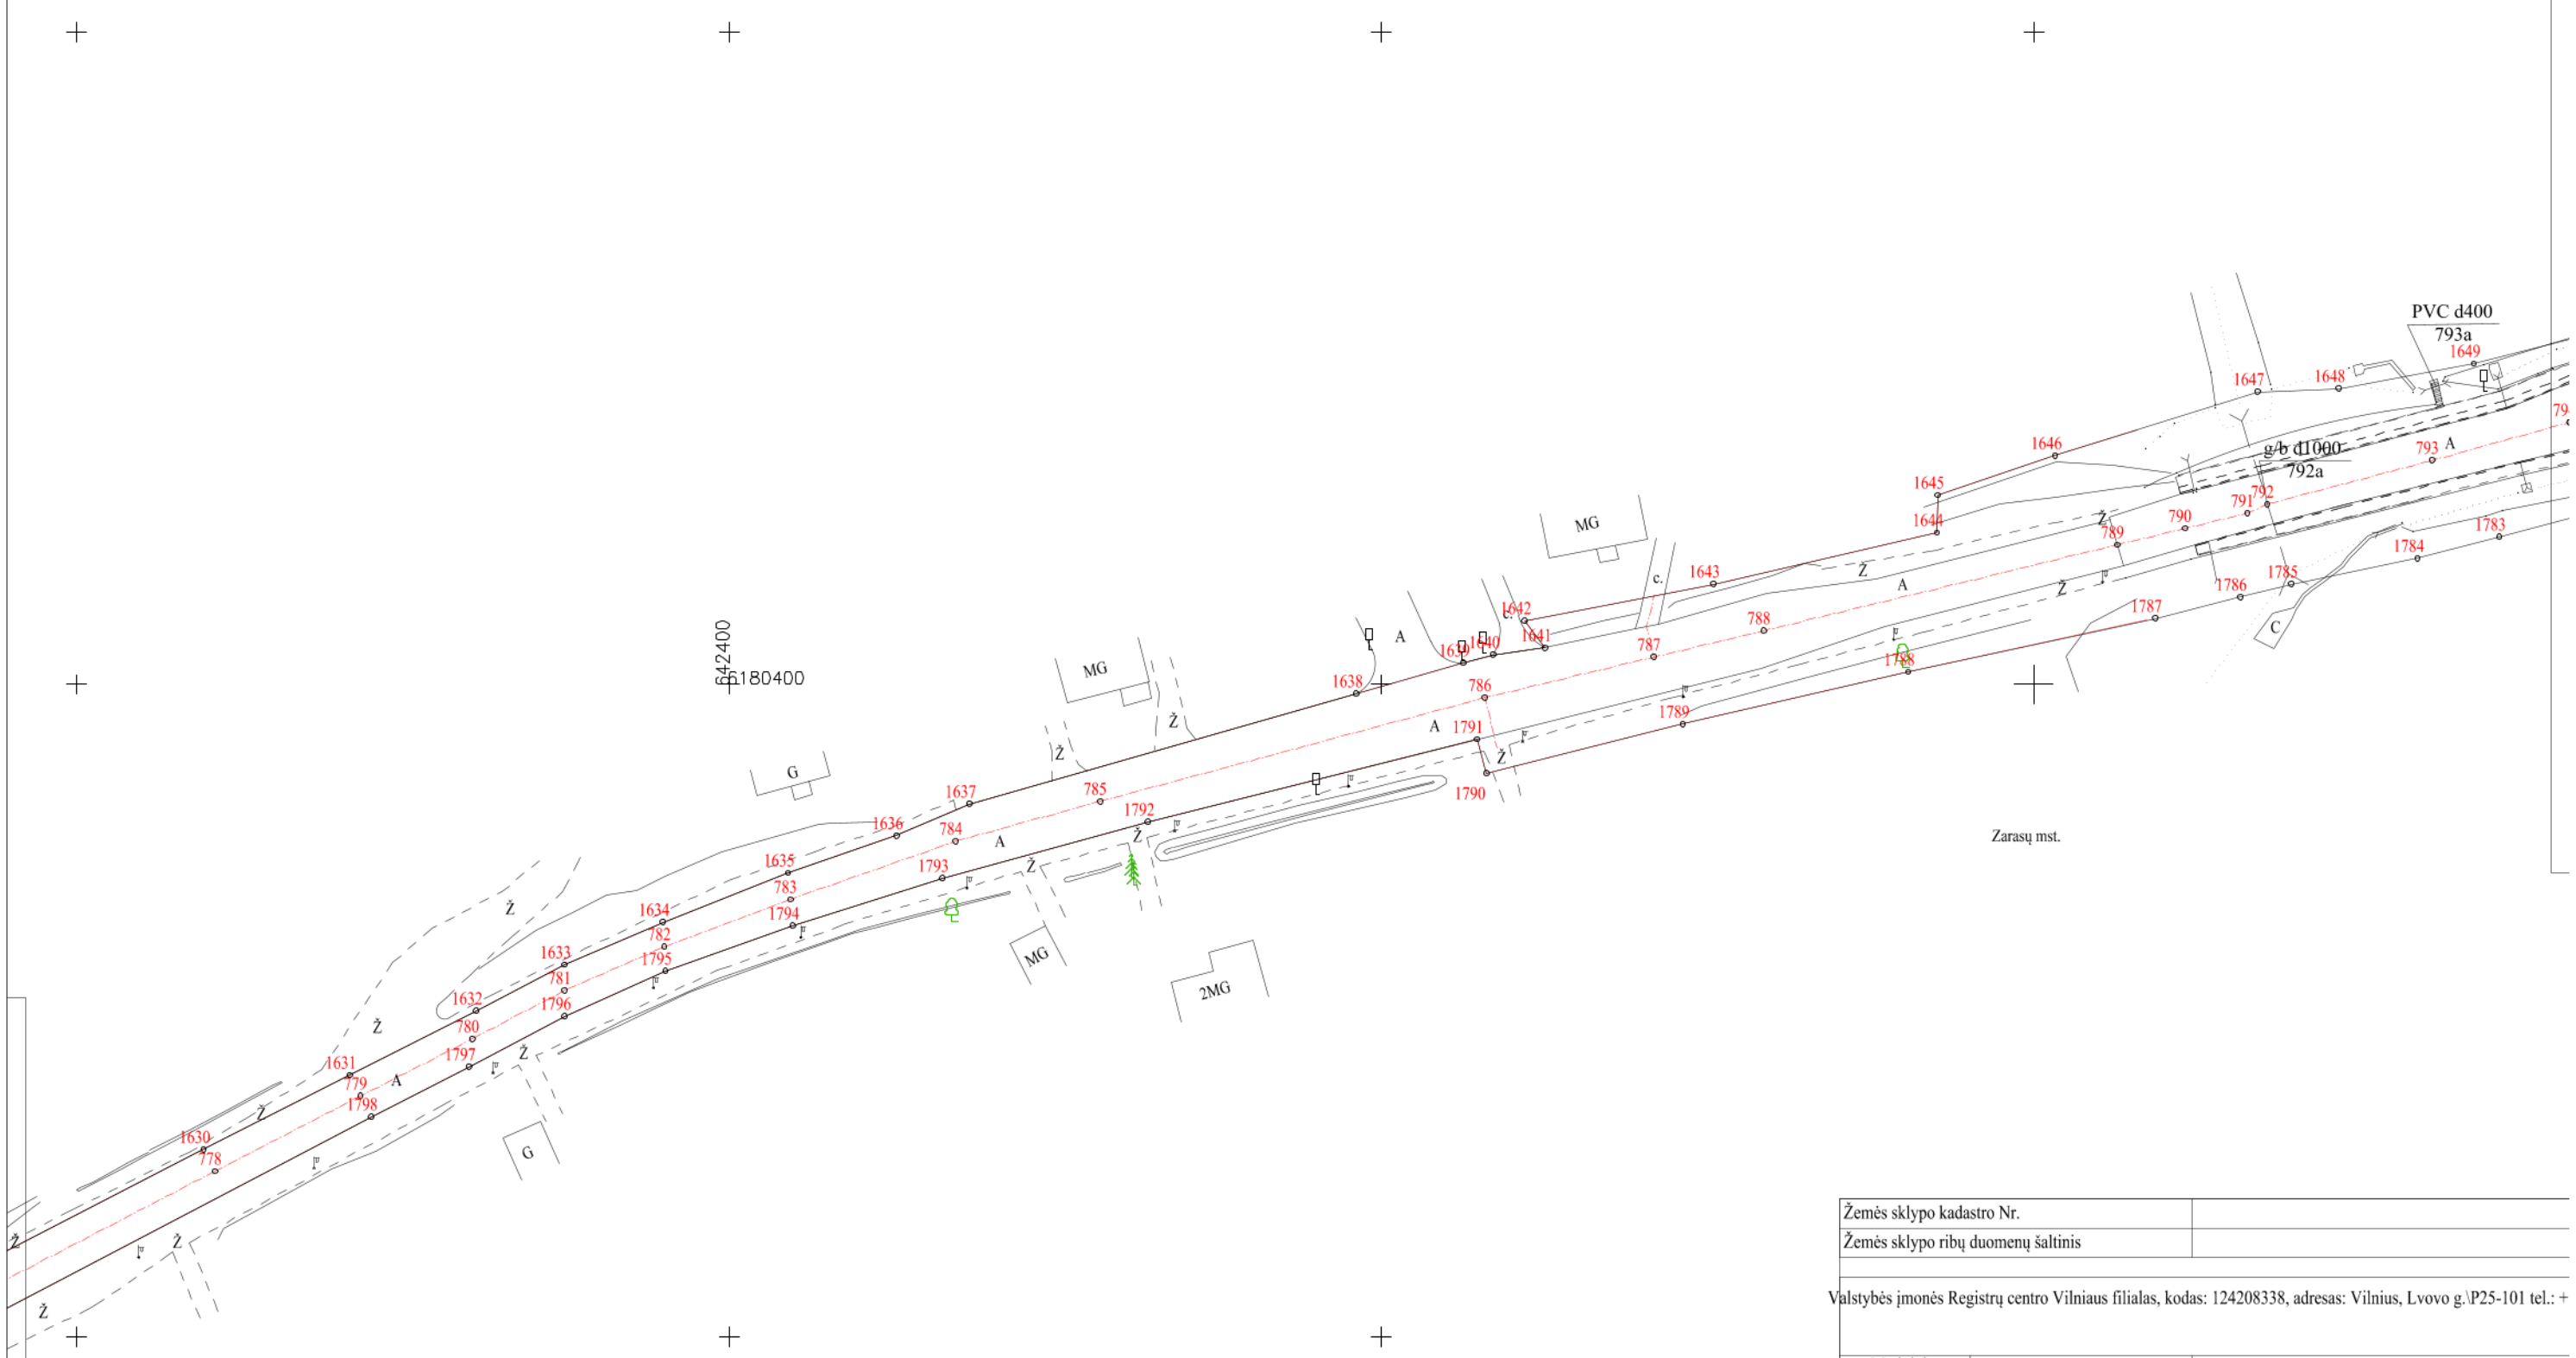 PVC d400
793a
1649
1648
1647
794
1646
793
A
g/b d1000
792a
1645
792
791
790
Ž
789
1644
1783
1784
1785
1786
1787
C
MG
c.
1643
Ž
A
Ž
1642
c.
A
1641
1640
1639
788
787
1788
642400
6180400
MG
1638
786
1789
Ž
A
1791
Ž
1790
Ž
G
1637
785
1792
1636
784
A
Ž
Zarasų mst.
1635
1793
Ž
783
1794
Ž
1634
782
1795
MG
2MG
1633
781
1796
1632
Ž
780
1797
Ž
1631
779
A
1798
Ž
1630
778
G
Ž
Ž
Ž
Žemės sklypo kadastro Nr.
Žemės sklypo ribų duomenų šaltinis
Valstybės įmonės Registrų centro Vilniaus filialas, kodas: 124208338, adresas: Vilnius, Lvovo g.\P25-101 tel.: +